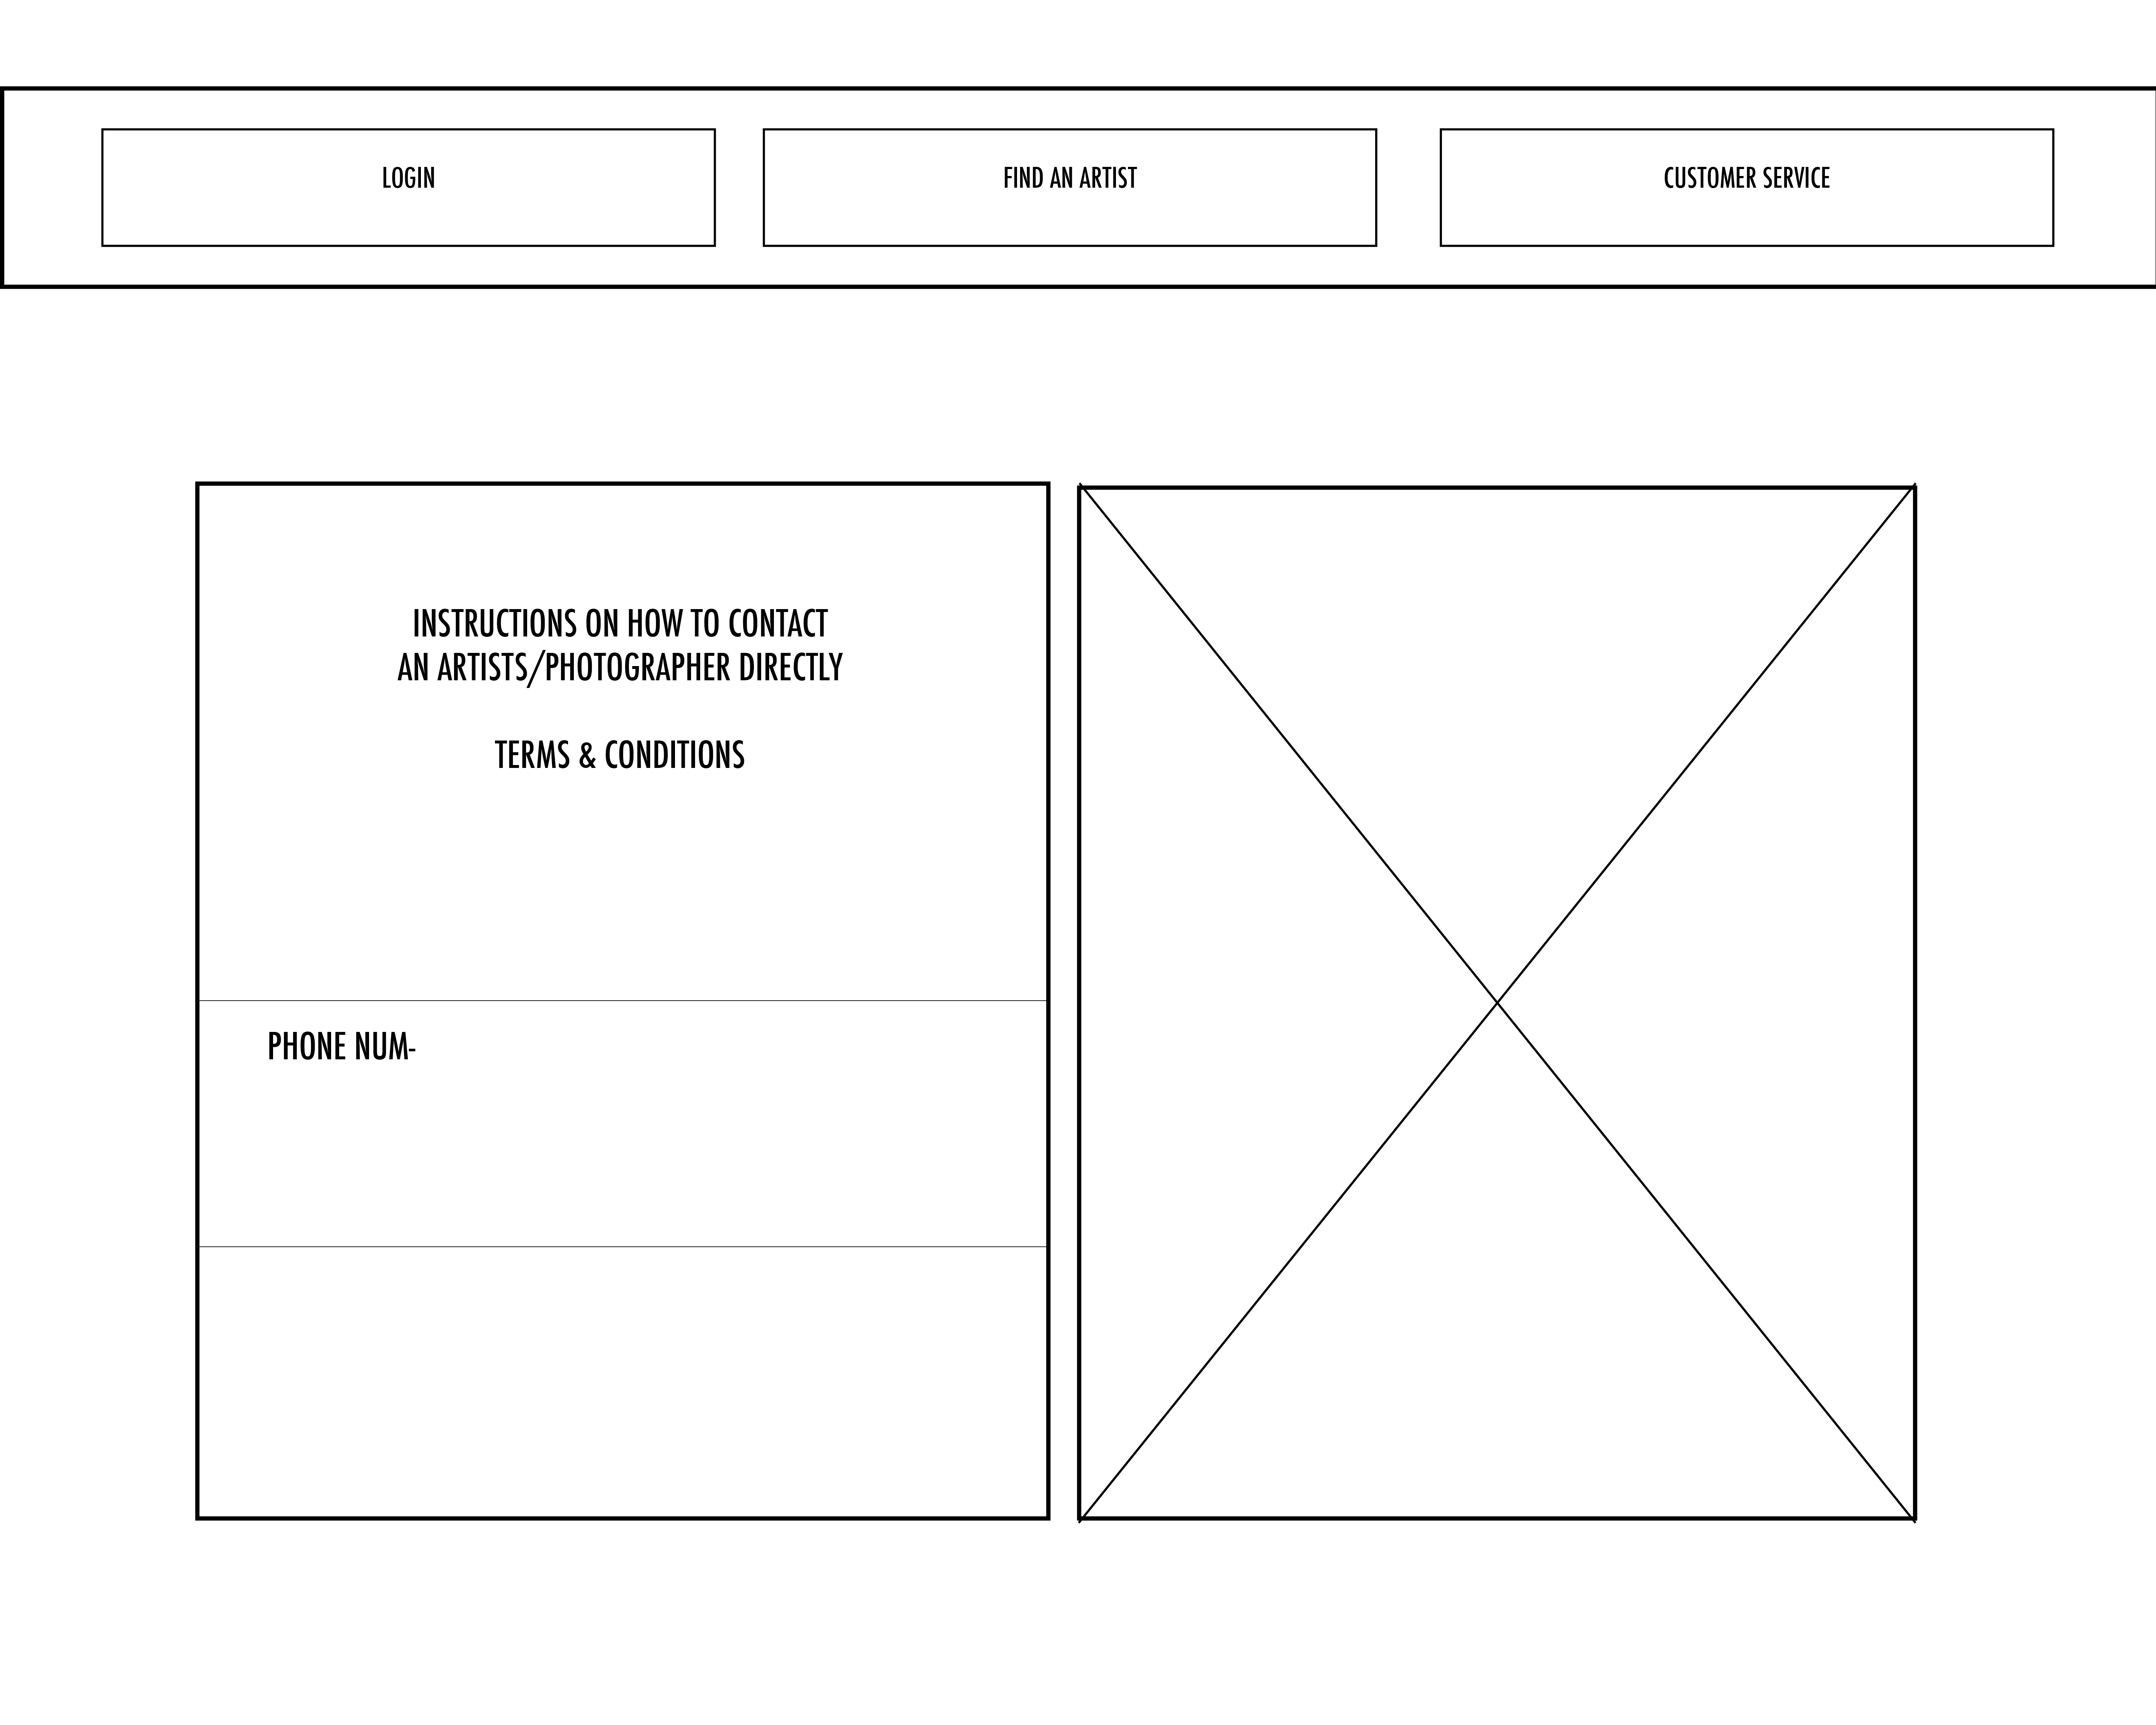 LOGIN
FIND AN ARTIST
CUSTOMER SERVICE
INSTRUCTIONS ON HOW TO CONTACT
AN ARTISTS/PHOTOGRAPHER DIRECTLY
TERMS & CONDITIONS
PHONE NUM-